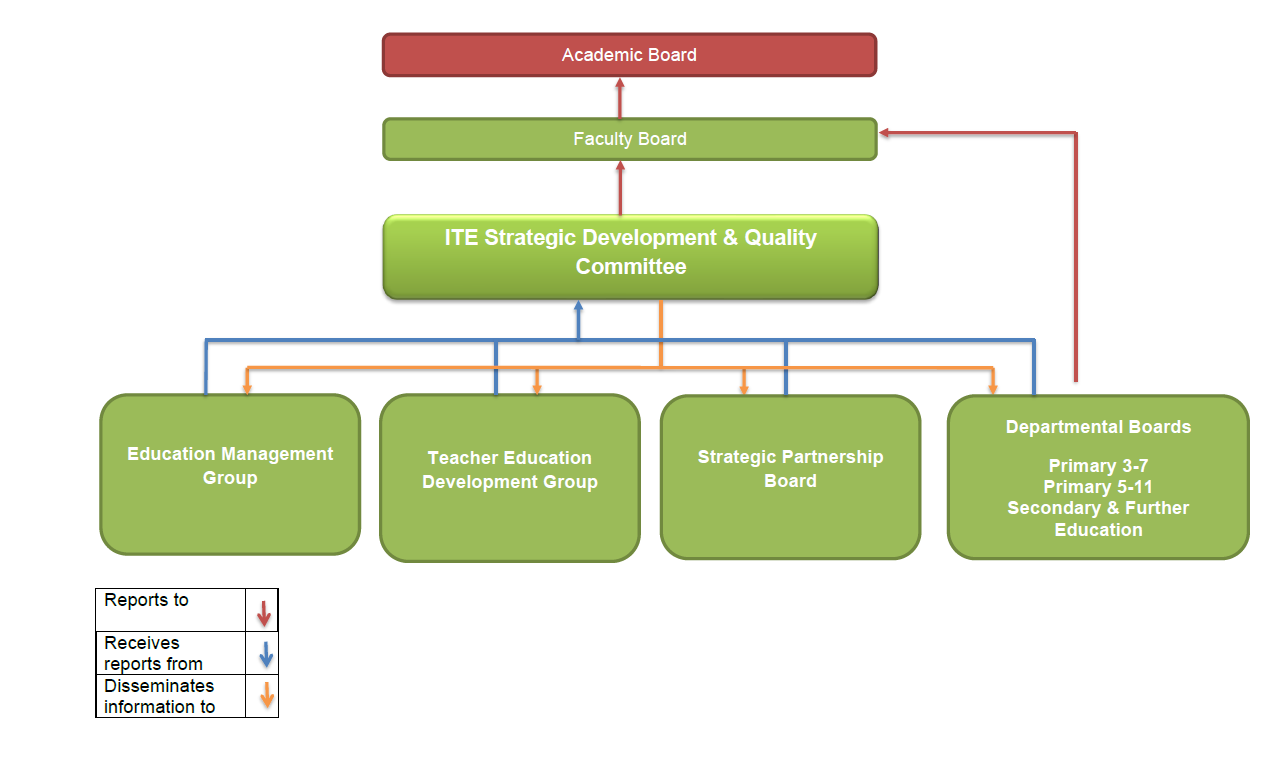 Academic Board
Faculty Board
ITE Strategic Development & Quality
Committee
Education Management
Group
Teacher Education
Development Group
Strategic Partnership
Board
Departmental Boards
Primary 3-7
Primary 5-11
Secondary & Further
Education
Reports to
Receives
reports from
Disseminates
information to